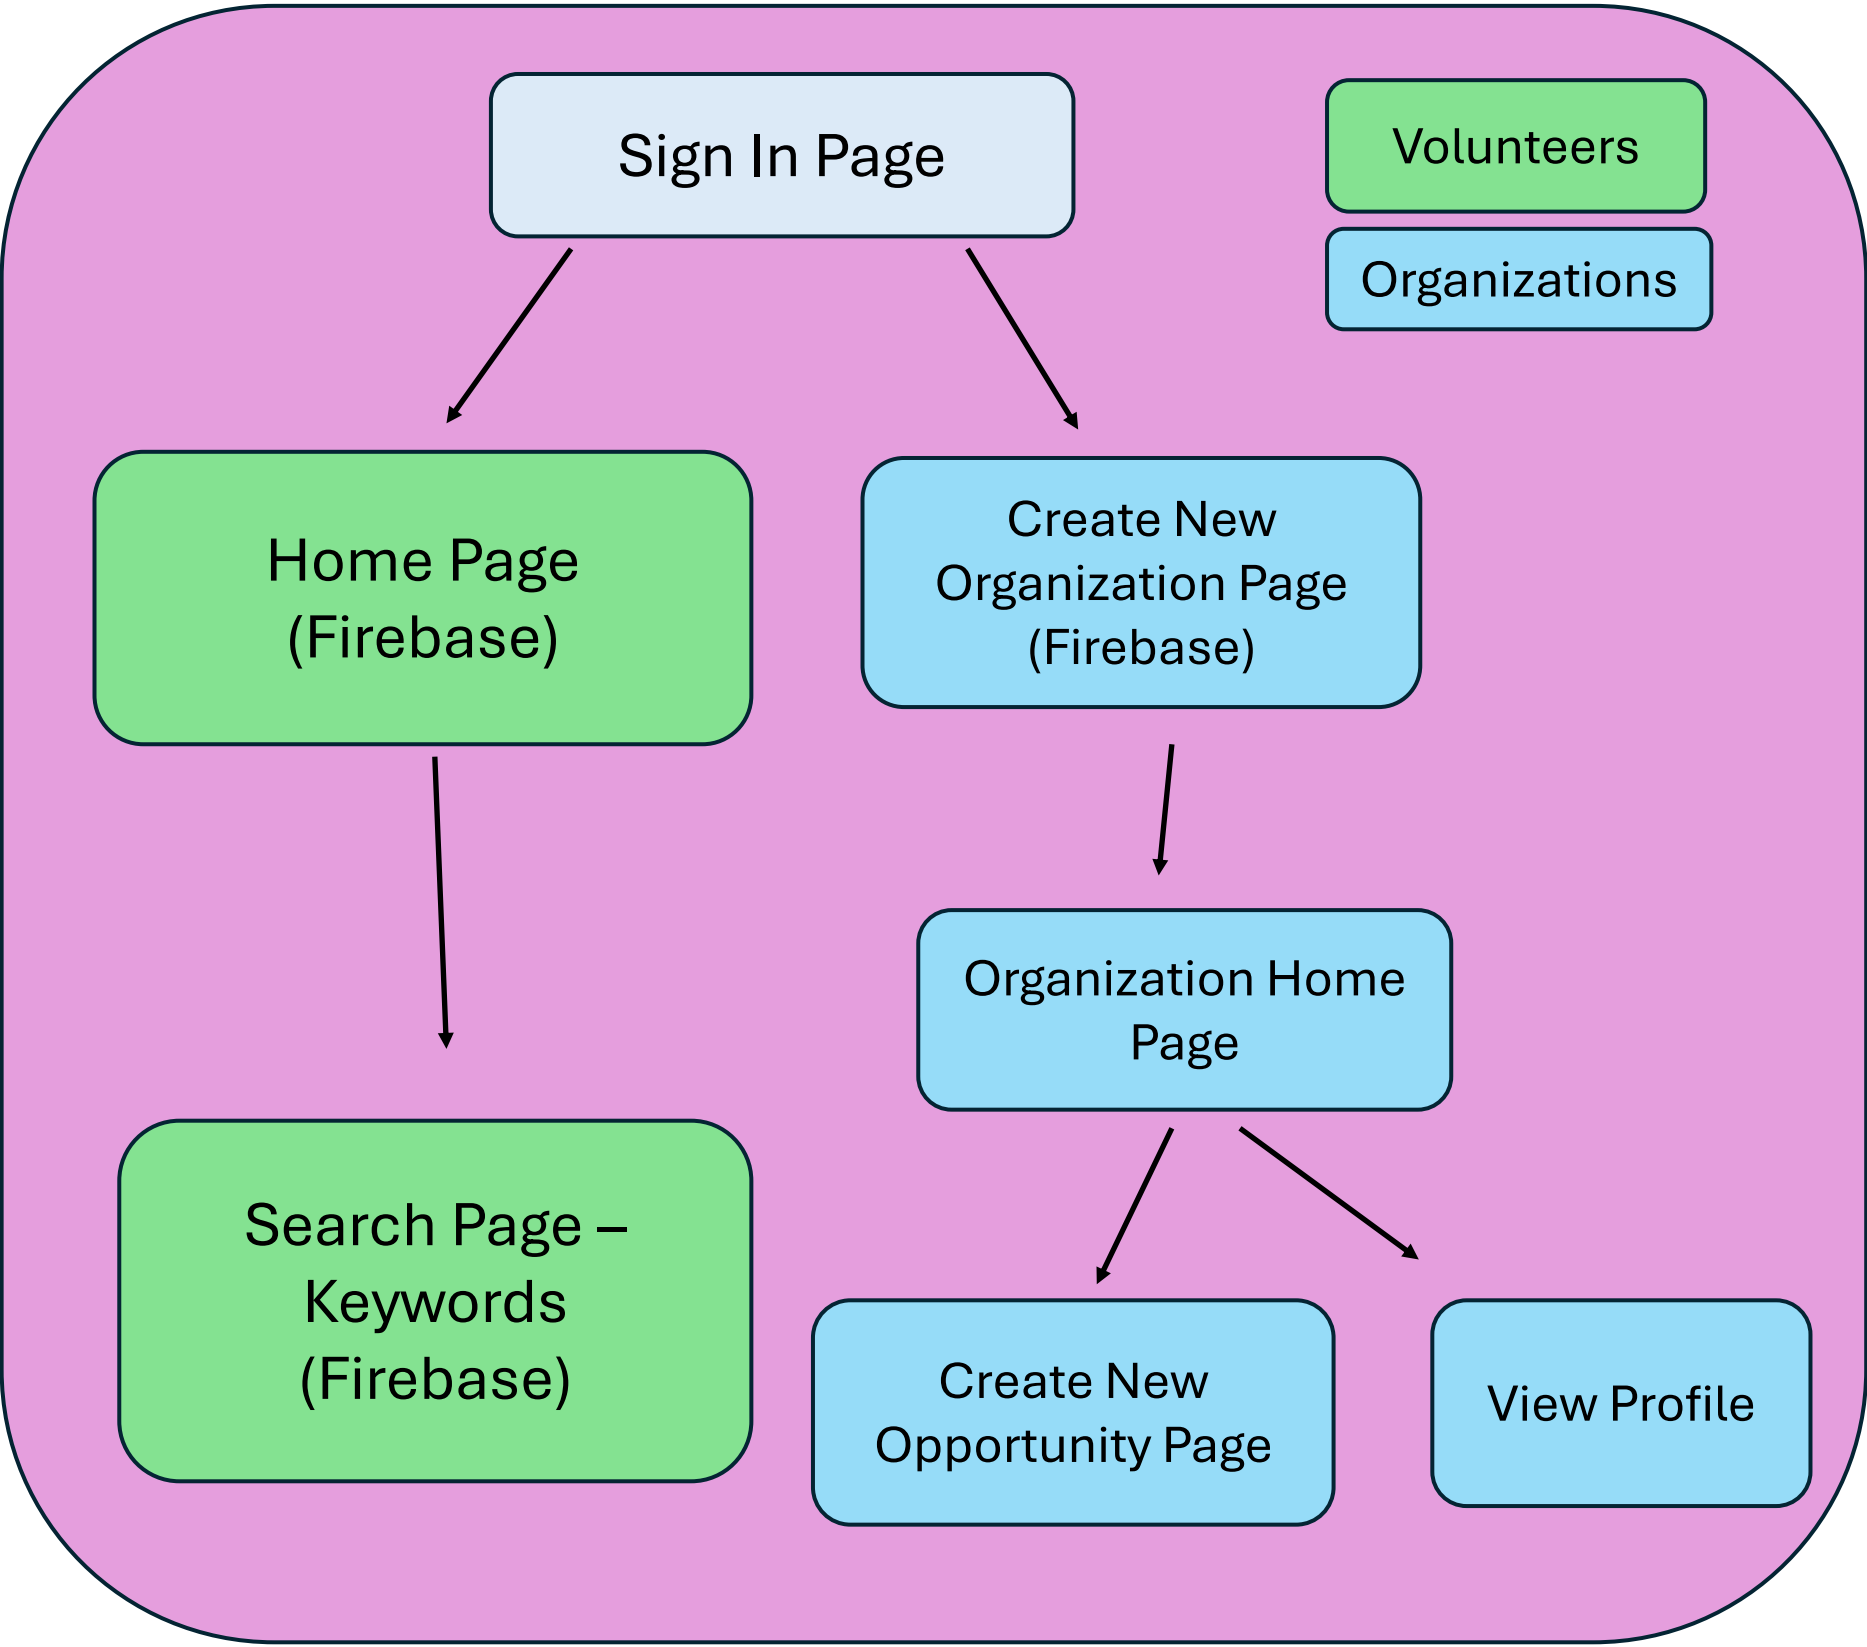 Sign In Page
Volunteers
Organizations
Home Page
(Firebase)
Create New
Organization Page
(Firebase)
Organization Home
Page
Search Page –
Keywords
(Firebase)
Create New
Opportunity Page
View Profile